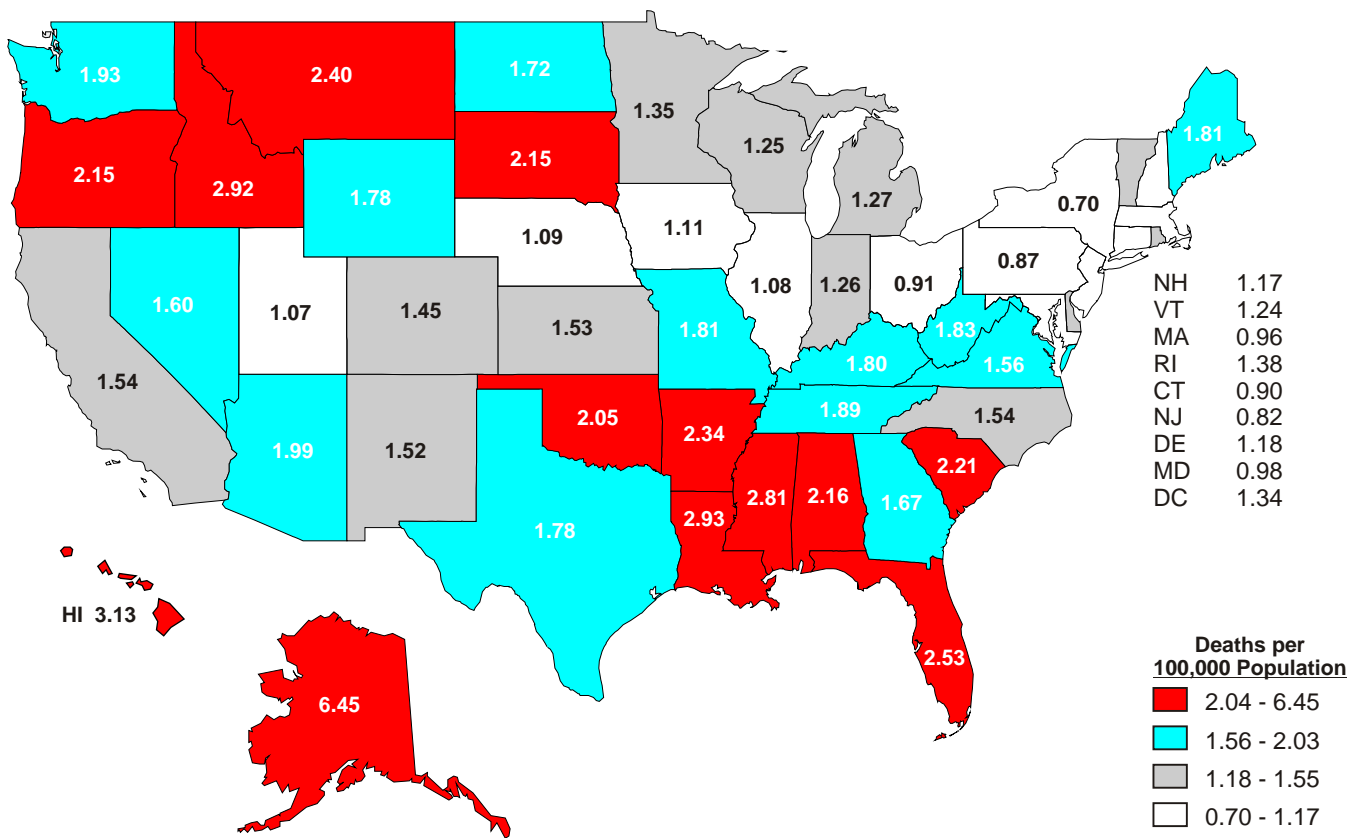 1.93
2.40
1.72
1.35
1.81
2.15
2.92
1.78
2.15
1.25
1.27
0.70
1.09
1.11
0.87
1.60
1.07
1.45
1.53
1.81
1.08
1.26
0.91
1.83
1.80
1.56
1.54
1.99
1.52
2.05
2.34
1.89
1.54
2.21
1.78
2.93
2.81
2.16
1.67
2.53
NH 1.17
VT 1.24
MA 0.96
RI 1.38
CT 0.90
NJ 0.82
DE 1.18
MD 0.98
DC 1.34
HI 3.13
6.45
Deaths per
100,000 Population
2.04 - 6.45
1.56 - 2.03
1.18 - 1.55
0.70 - 1.17